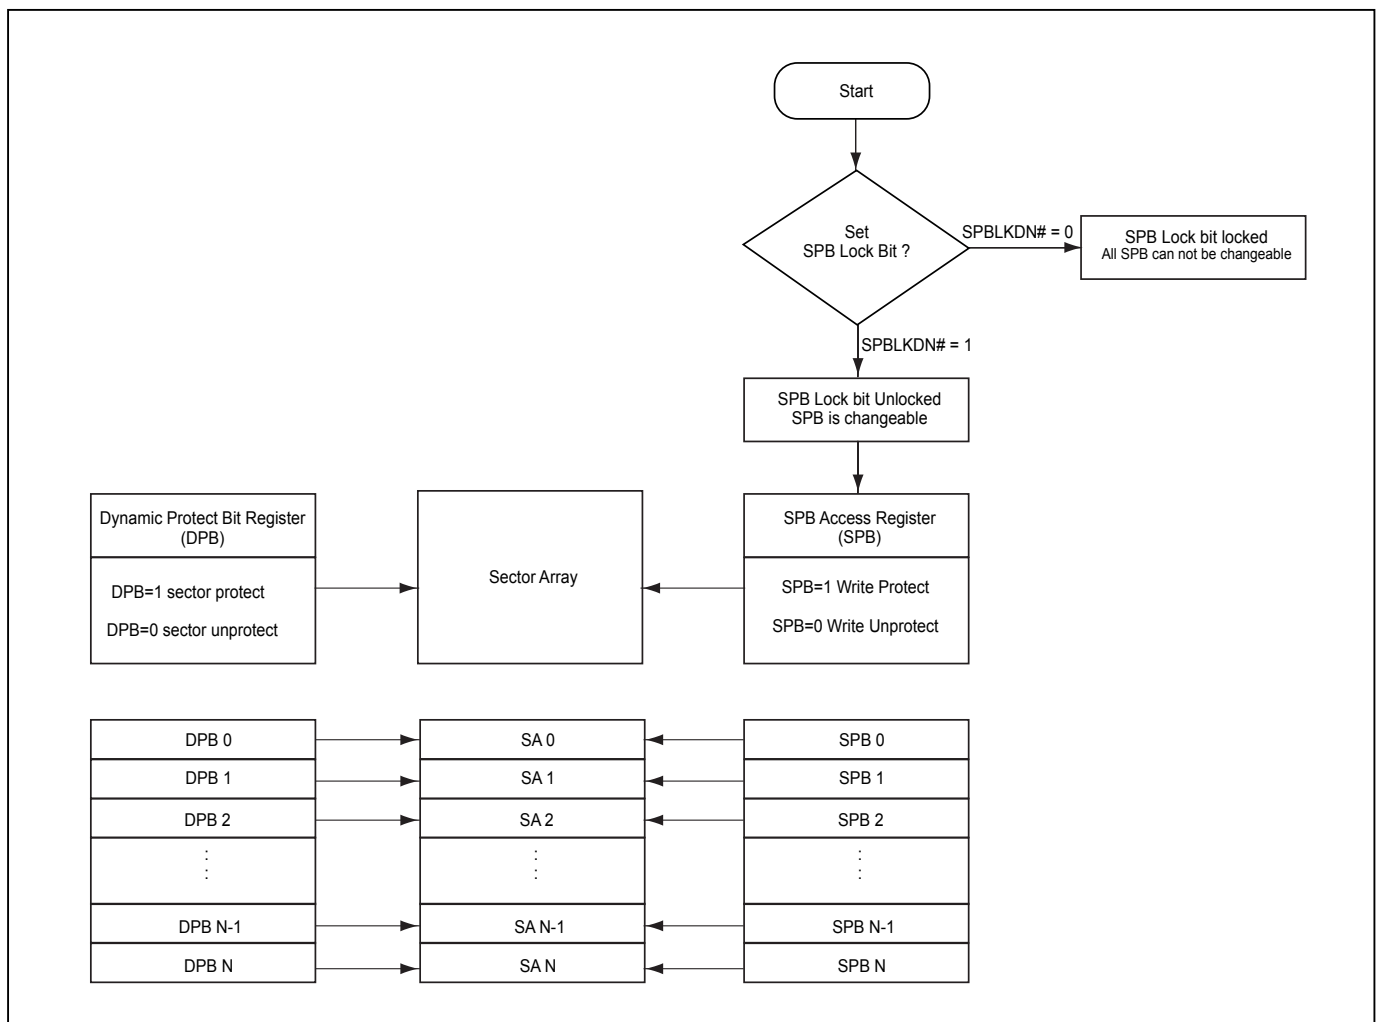 Start
Set
SPB Lock Bit ?
SPBLKDN# = 0
SPB Lock bit locked
All SPB can not be changeable
SPBLKDN# = 1
SPB Lock bit Unlocked
SPB is changeable
Dynamic Protect Bit Register
(DPB)
DPB=1 sector protect
DPB=0 sector unprotect
Sector Array
SPB Access Register
(SPB)
SPB=1 Write Protect
SPB=0 Write Unprotect
DPB 0
SA 0
SPB 0
DPB 1
SA 1
SPB 1
DPB 2
SA 2
SPB 2
DPB N-1
SA N-1
SPB N-1
DPB N
SA N
SPB N